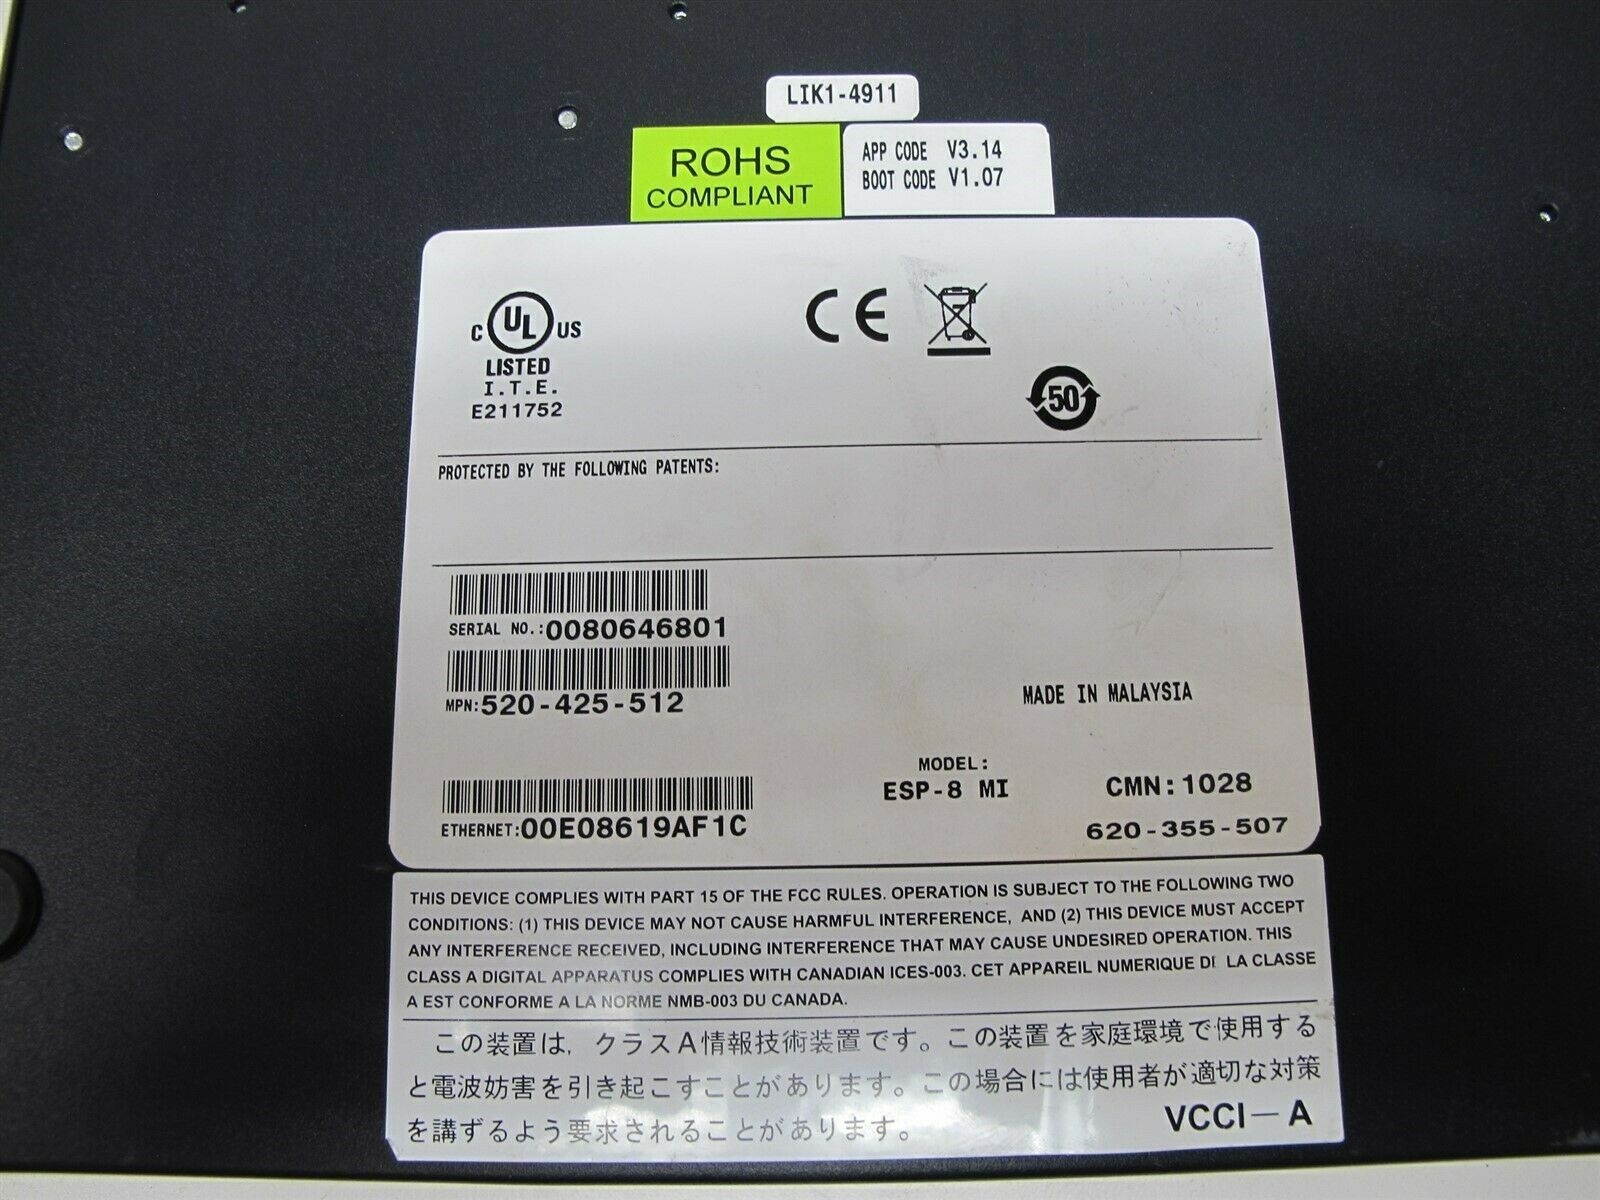 LIK1-4911
ROHS
COMPLIANT
APP CODE V3.14
BOOT CODE V1.07
C UL US
LISTED
I.T.E.
E211752
CE
50
PROTECTED BY THE FOLLOWING PATENTS:
SERIAL NO.:0080646801
MPN:520-425-512
MADE IN MALAYSIA
MODEL:
ESP-8 MI
CMN:1028
ETHERNET:00E08619AF1C
620-355-507
THIS DEVICE COMPLIES WITH PART 15 OF THE FCC RULES. OPERATION IS SUBJECT TO THE FOLLOWING TWO
CONDITIONS: (1) THIS DEVICE MAY NOT CAUSE HARMFUL INTERFERENCE, AND (2) THIS DEVICE MUST ACCEPT
ANY INTERFERENCE RECEIVED, INCLUDING INTERFERENCE THAT MAY CAUSE UNDESIRED OPERATION. THIS
CLASS A DIGITAL APPARATUS COMPLIES WITH CANADIAN ICES-003. CET APPAREIL NUMERIQUE DE LA CLASSE
A EST CONFORME A LA NORME NMB-003 DU CANADA.
この装置は, クラスA情報技術装置です。この装置を家庭環境で使用する
と電波妨害を引き起こすことがあります。この場合には使用者が適切な対策
を講ずるよう要求されることがあります。
VCCI-A